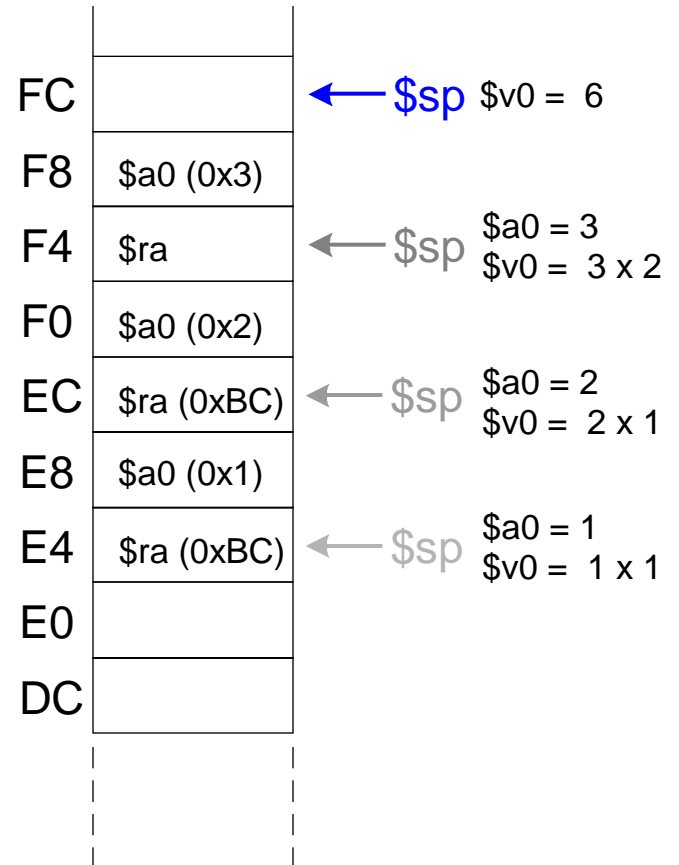 FC $sp $v0 = 6
F8 $a0 (0x3)
F4 $ra $sp $a0 = 3
$v0 = 3 x 2
F0 $a0 (0x2)
EC $ra (0xBC) $sp $a0 = 2
$v0 = 2 x 1
E8 $a0 (0x1)
E4 $ra (0xBC) $sp $a0 = 1
$v0 = 1 x 1
E0
DC